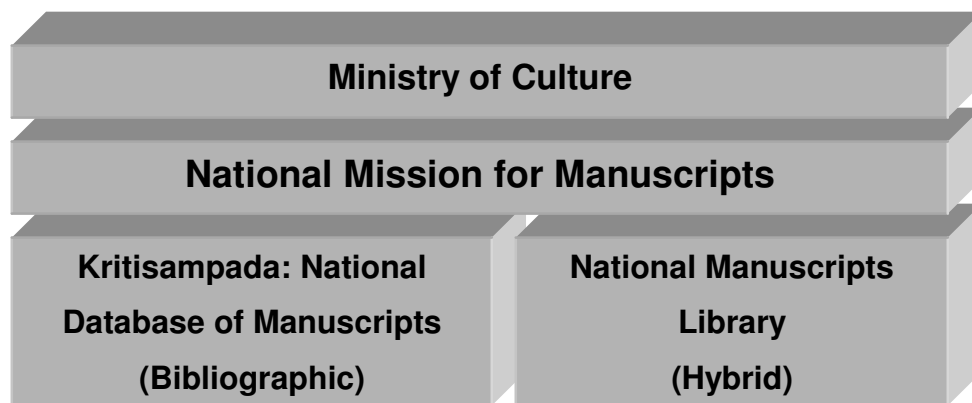 Ministry of Culture
National Mission for Manuscripts
Kritisampada: National
Database of Manuscripts
(Bibliographic)
National Manuscripts
Library
(Hybrid)